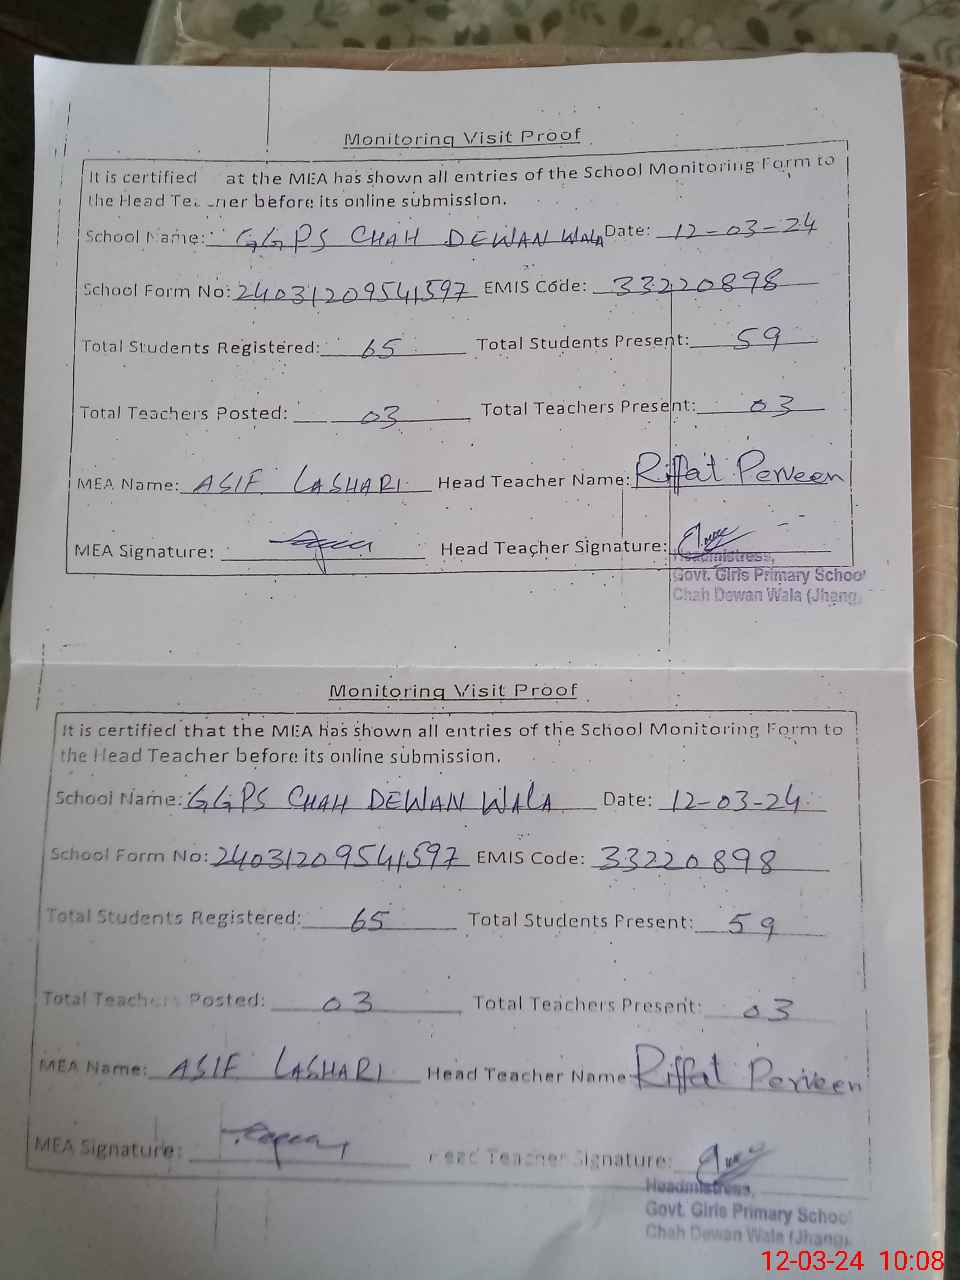 Monitoring Visit Proof
It is certified at the MEA has shown all entries of the School Monitoring Form to
the Head Teacher before its online submission.
School Name: GGPS CHAH DEWAN WALA Date: 12-03-24
School Form No: 24031209541597 EMIS Code: 33220898
Total Students Registered: 65 Total Students Present: 59
Total Teachers Posted: 03 Total Teachers Present: 03
MEA Name: ASIF LASHARI Head Teacher Name: Riffat Perveen
MEA Signature: Head Teacher Signature:
Headmistress,
Govt. Girls Primary School
Chah Dewan Wala (Jhang)
Monitoring Visit Proof
It is certified that the MEA has shown all entries of the School Monitoring Form to
the Head Teacher before its online submission.
School Name: GGPS CHAH DEWAN WALA Date: 12-03-24
School Form No: 24031209541597 EMIS Code: 33220898
Total Students Registered: 65 Total Students Present: 59
Total Teachers Posted: 03 Total Teachers Present: 03
MEA Name: ASIF LASHARI Head Teacher Name Riffat Perveen
MEA Signature: Head Teacher Signature:
Headmistress,
Govt. Girls Primary School
Chah Dewan Wala (Jhang)
12-03-24 10:08